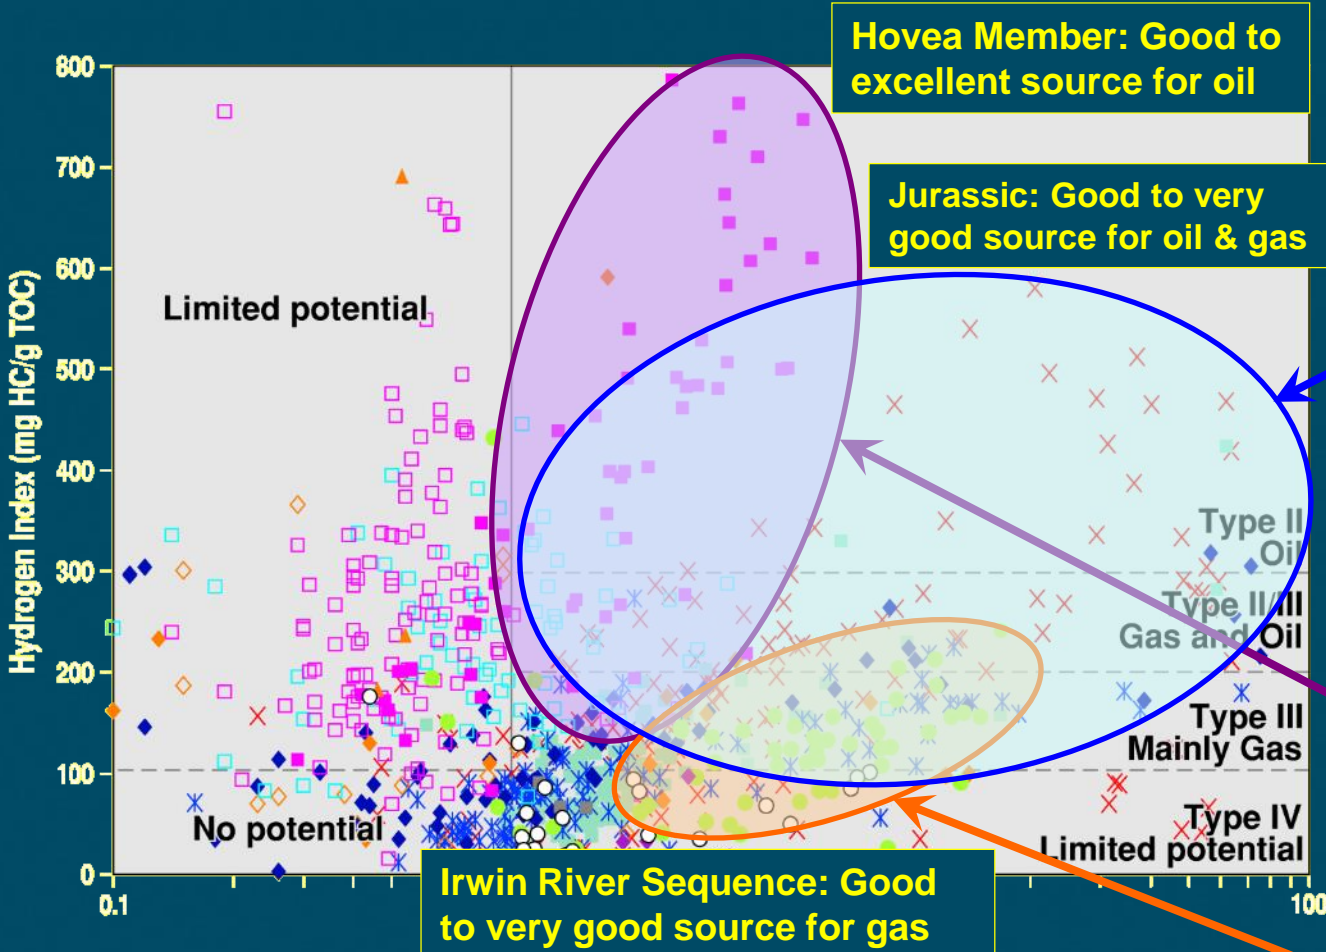 Hovea Member: Good to
excellent source for oil
Jurassic: Good to very
good source for oil & gas
800
700
600
500
400
300
200
100
0
Hydrogen Index (mg HC/g TOC)
Limited potential
Type II
Oil
Type II/III
Gas and Oil
Type III
Mainly Gas
No potential
Type IV
Limited potential
Irwin River Sequence: Good
to very good source for gas
0.1
100